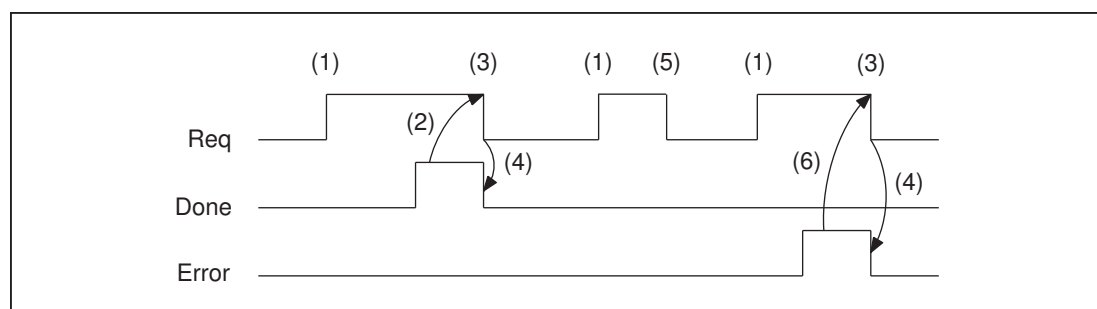 (1) (3) (1) (5) (1) (3)
Req (2) (4) (6) (4)
Done
Error